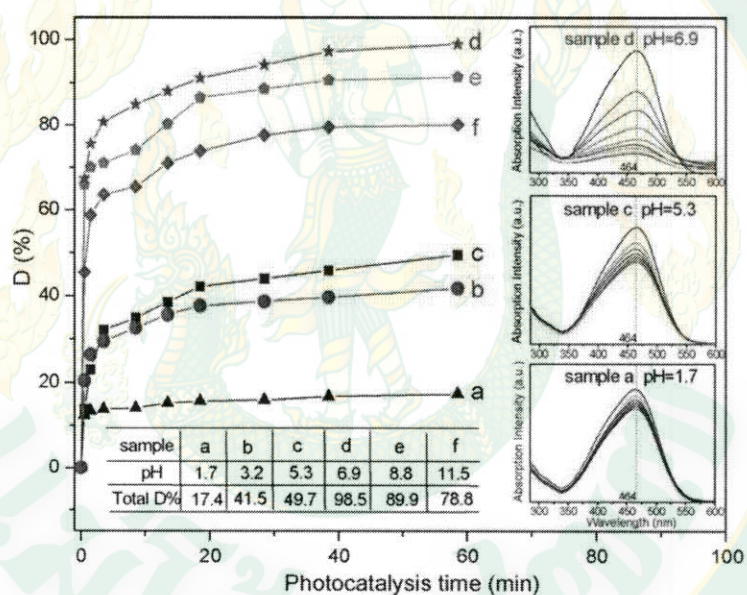 100
80
60
40
20
0
D (%)
0 20 40 60 80 100
Photocatalysis time (min)
d
e
f
c
b
a
sample a b c d e f
pH 1.7 3.2 5.3 6.9 8.8 11.5
Total D% 17.4 41.5 49.7 98.5 89.9 78.8
sample d pH=6.9
Absorption Intensity (a.u.)
464
300 350 400 450 500 550 600
sample c pH=5.3
Absorption Intensity (a.u.)
464
300 350 400 450 500 550 600
sample a pH=1.7
Absorption Intensity (a.u.)
464
300 350 400 450 500 550 600
Wavelength (nm)